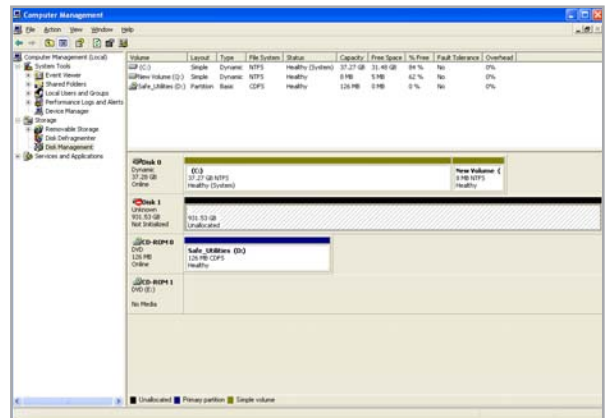 Computer Management
File Action View Window Help
Computer Management (Local)
System Tools
Event Viewer
Shared Folders
Local Users and Groups
Performance Logs and Alerts
Device Manager
Storage
Removable Storage
Disk Defragmenter
Disk Management
Services and Applications
Volume Layout Type File System Status Capacity Free Space % Free Fault Tolerance Overhead
(C:) Simple Dynamic NTFS Healthy (System) 37.27 GB 31.48 GB 84 % No 0%
New Volume (G:) Simple Dynamic NTFS Healthy 8 MB 5 MB 62 % No 0%
Safe_Utilities (D:) Partition Basic CDFS Healthy 126 MB 0 MB 0 % No 0%
Disk 0
Dynamic
37.28 GB
Online
(C:)
37.27 GB NTFS
Healthy (System)
New Volume (
8 MB NTFS
Healthy
Disk 1
Unknown
931.53 GB
Not Initialized
931.53 GB
Unallocated
CD-ROM 0
DVD
126 MB
Online
Safe_Utilities (D:)
126 MB CDFS
Healthy
CD-ROM 1
DVD (E:)
No Media
Unallocated Primary partition Simple volume